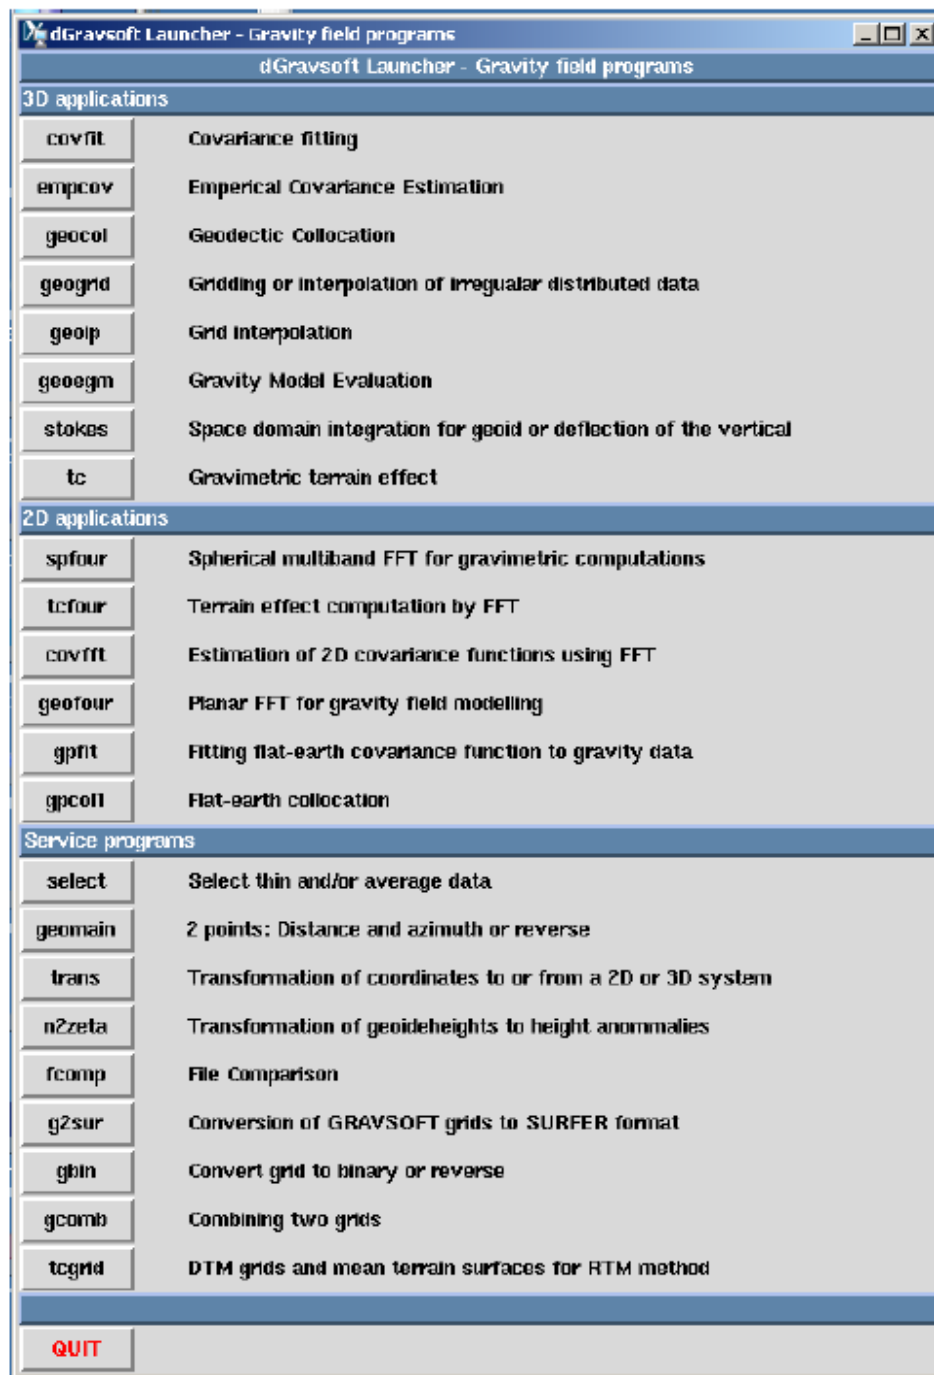 dGravsoft Launcher - Gravity field programs
dGravsoft Launcher - Gravity field programs
3D applications
covfit Covariance fitting
empcov Emperical Covariance Estimation
geocol Geodectic Collocation
geogrid Gridding or interpolation of irregualar distributed data
geoip Grid interpolation
geoegm Gravity Model Evaluation
stokes Space domain integration for geoid or deflection of the vertical
tc Gravimetric terrain effect
2D applications
spfour Spherical multiband FFT for gravimetric computations
tcfour Terrain effect computation by FFT
covfft Estimation of 2D covariance functions using FFT
geofour Planar FFT for gravity field modelling
gpfit Fitting flat-earth covariance function to gravity data
gpcoll Flat-earth collocation
Service programs
select Select thin and/or average data
geomain 2 points: Distance and azimuth or reverse
trans Transformation of coordinates to or from a 2D or 3D system
n2zeta Transformation of geoideheights to height anommalies
fcomp File Comparison
g2sur Conversion of GRAVSOFT grids to SURFER format
gbin Convert grid to binary or reverse
gcomb Combining two grids
tcgrid DTM grids and mean terrain surfaces for RTM method
QUIT